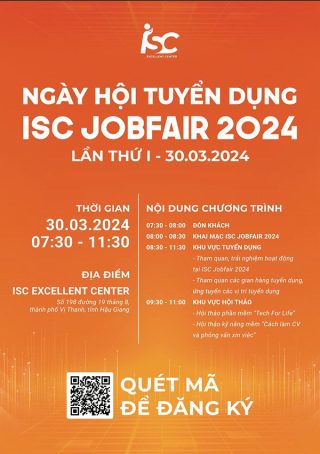 isc
EXCELLENT CENTER
NGÀY HỘI TUYỂN DỤNG
ISC JOBFAIR 2024
LẦN THỨ I - 30.03.2024
THỜI GIAN
30.03.2024
07:30 - 11:30
ĐỊA ĐIỂM
ISC EXCELLENT CENTER
Số 198 đường 19 tháng 8,
thành phố Vị Thanh, tỉnh Hậu Giang
NỘI DUNG CHƯƠNG TRÌNH
07:30 - 08:00 ĐÓN KHÁCH
08:00 - 08:30 KHAI MẠC ISC JOBFAIR 2024
08:30 - 11:30 KHU VỰC TUYỂN DỤNG
- Tham quan, trải nghiệm hoạt động
tại ISC Jobfair 2024
- Tham quan các gian hàng tuyển dụng,
ứng tuyển các vị trí tuyển dụng
09:30 - 11:00 KHU VỰC HỘI THẢO
- Hội thảo phần mềm "Tech For Life"
- Hội thảo kỹ năng mềm "Cách làm CV
và phỏng vấn xin việc"
QUÉT MÃ
ĐỂ ĐĂNG KÝ